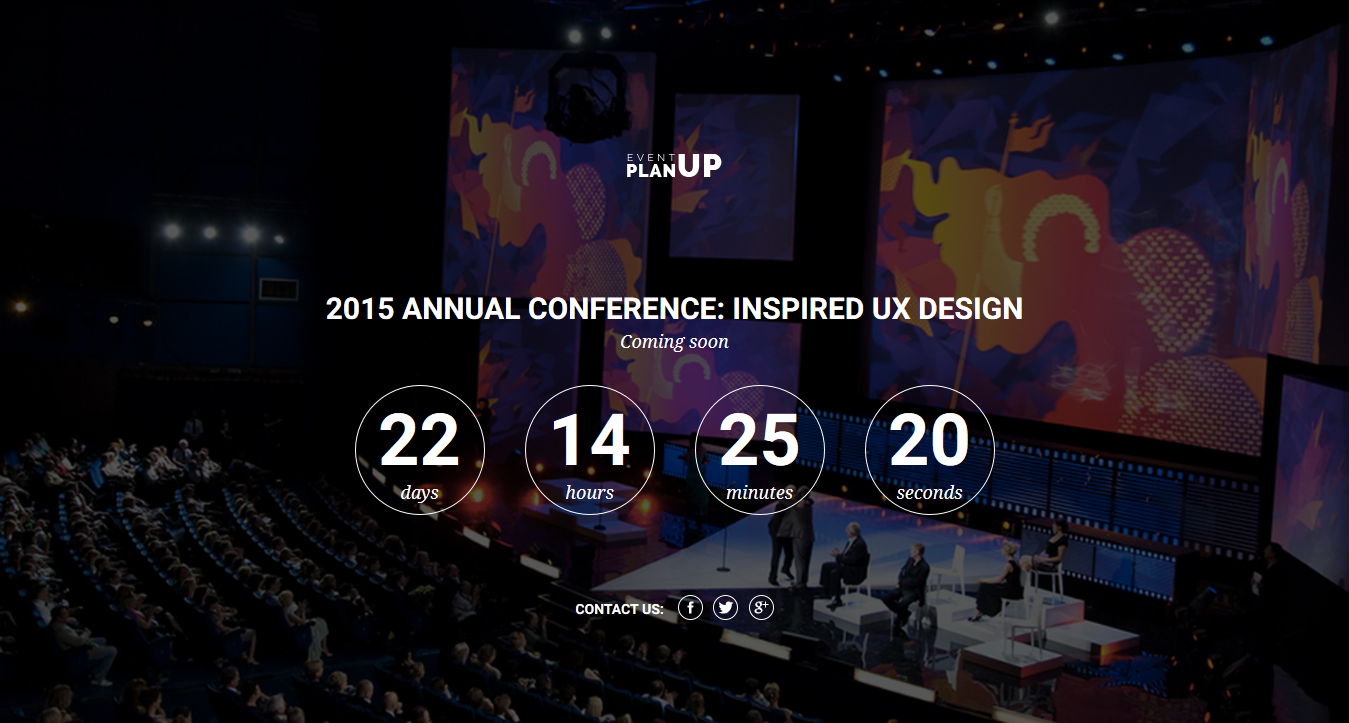 EVENT
PLANUP
2015 ANNUAL CONFERENCE: INSPIRED UX DESIGN
Coming soon
22 14 25 20
days hours minutes seconds
CONTACT US: f g+